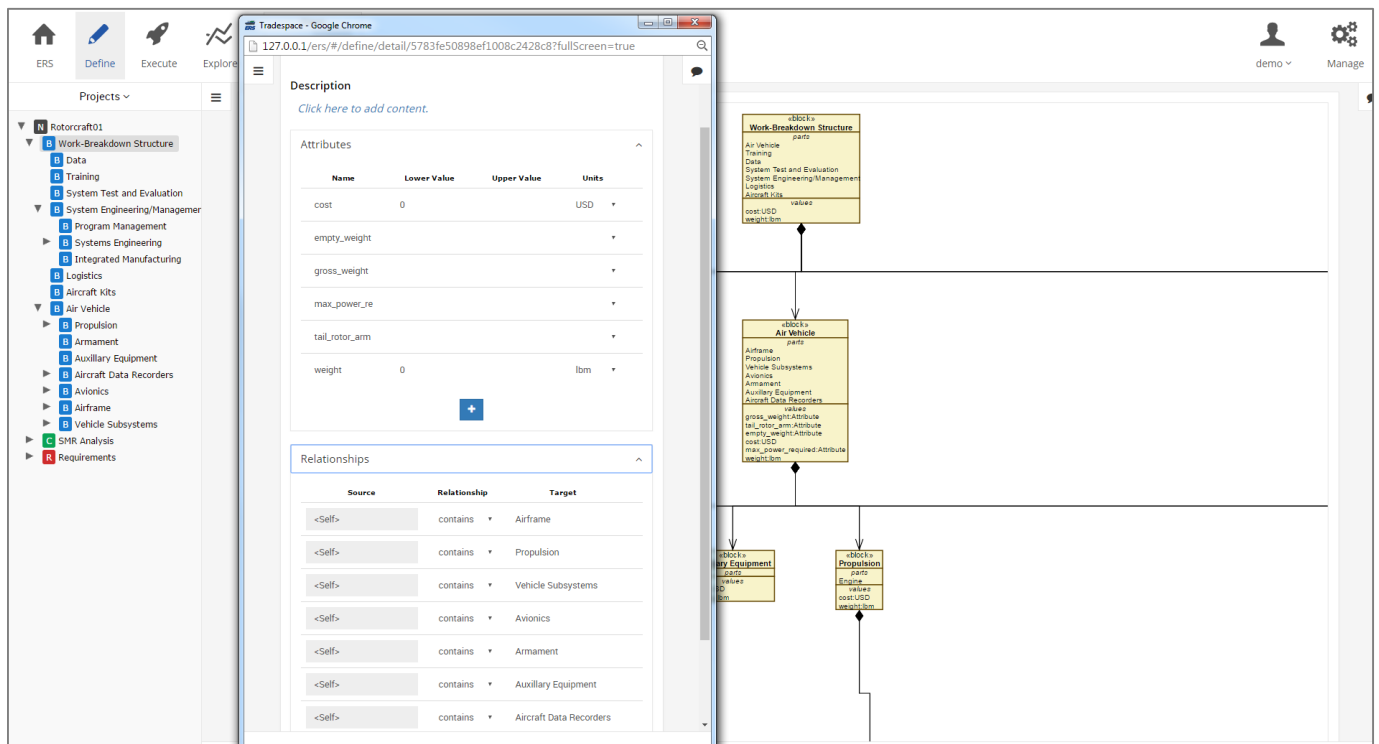 Tradespace - Google Chrome
127.0.0.1/ers/#/define/detail/5783fe50898ef1008c2428c8?fullScreen=true
ERS
Define
Execute
Explore
demo
Manage
Projects
N Rotorcraft01
B Work-Breakdown Structure
B Data
B Training
B System Test and Evaluation
B System Engineering/Managemer
B Program Management
B Systems Engineering
B Integrated Manufacturing
B Logistics
B Aircraft Kits
B Air Vehicle
B Propulsion
B Armament
B Auxillary Equipment
B Aircraft Data Recorders
B Avionics
B Airframe
B Vehicle Subsystems
C SMR Analysis
R Requirements
Description
Click here to add content.
Attributes
Name Lower Value Upper Value Units
cost 0 USD
empty_weight
gross_weight
max_power_re
tail_rotor_arm
weight 0 lbm
+
Relationships
Source Relationship Target
<Self> contains Airframe
<Self> contains Propulsion
<Self> contains Vehicle Subsystems
<Self> contains Avionics
<Self> contains Armament
<Self> contains Auxillary Equipment
<Self> contains Aircraft Data Recorders
«block»
Work-Breakdown Structure
parts
Air Vehicle
Training
Data
System Test and Evaluation
System Engineering/Management
Logistics
Aircraft Kits
values
cost:USD
weight:lbm
«block»
Air Vehicle
parts
Airframe
Propulsion
Vehicle Subsystems
Avionics
Armament
Auxillary Equipment
Aircraft Data Recorders
values
gross_weight:Attribute
tail_rotor_arm:Attribute
empty_weight:Attribute
cost:USD
max_power_required:Attribute
weight:lbm
«block»
ary Equipment
parts
values
SD
lbm
«block»
Propulsion
parts
Engine
values
cost:USD
weight:lbm